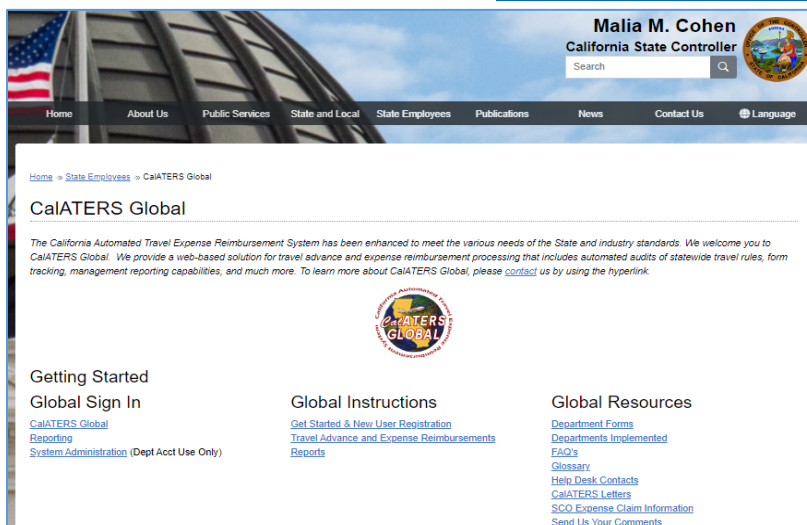 Malia M. Cohen
California State Controller
Search
Home About Us Public Services State and Local State Employees Publications News Contact Us Language
Home » State Employees » CalATERS Global
CalATERS Global
The California Automated Travel Expense Reimbursement System has been enhanced to meet the various needs of the State and industry standards. We welcome you to
CalATERS Global. We provide a web-based solution for travel advance and expense reimbursement processing that includes automated audits of statewide travel rules, form
tracking, management reporting capabilities, and much more. To learn more about CalATERS Global, please contact us by using the hyperlink.
California Automated Travel Expense Reimbursement System
CalATERS
GLOBAL
Getting Started
Global Sign In
CalATERS Global
Reporting
System Administration (Dept Acct Use Only)
Global Instructions
Get Started & New User Registration
Travel Advance and Expense Reimbursements
Reports
Global Resources
Department Forms
Departments Implemented
FAQ's
Glossary
Help Desk Contacts
CalATERS Letters
SCO Expense Claim Information
Send Us Your Comments